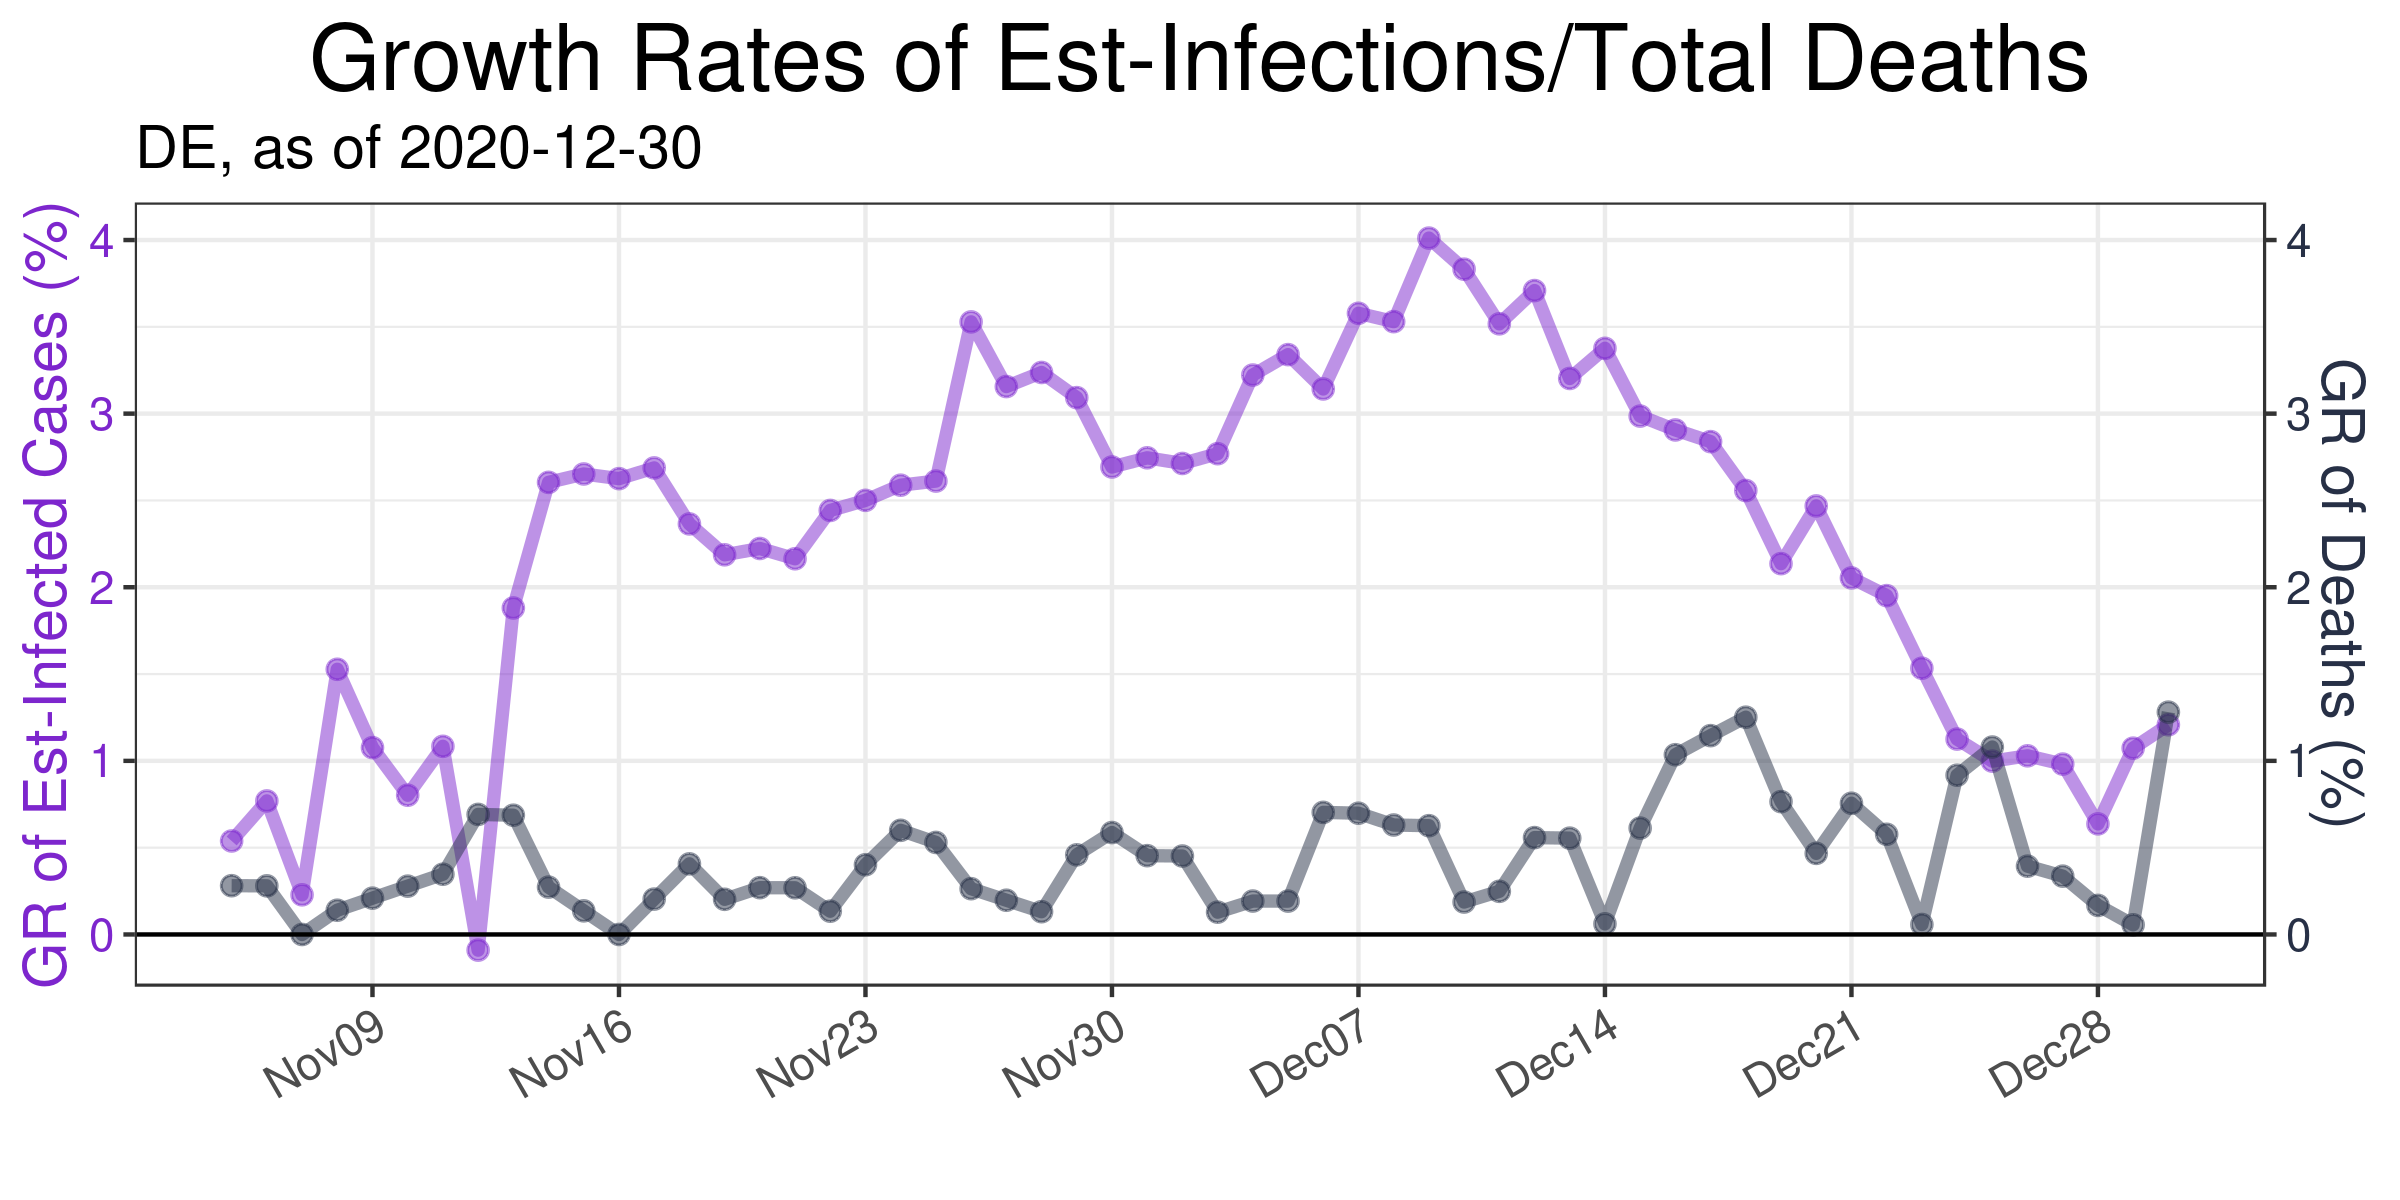 Growth Rates of Est-Infections/Total Deaths
DE, as of 2020-12-30
GR of Est-Infected Cases (%)
4
3
2
1
0
4
3
2
1
0
GR of Deaths (%)
Nov09
Nov16
Nov23
Nov30
Dec07
Dec14
Dec21
Dec28